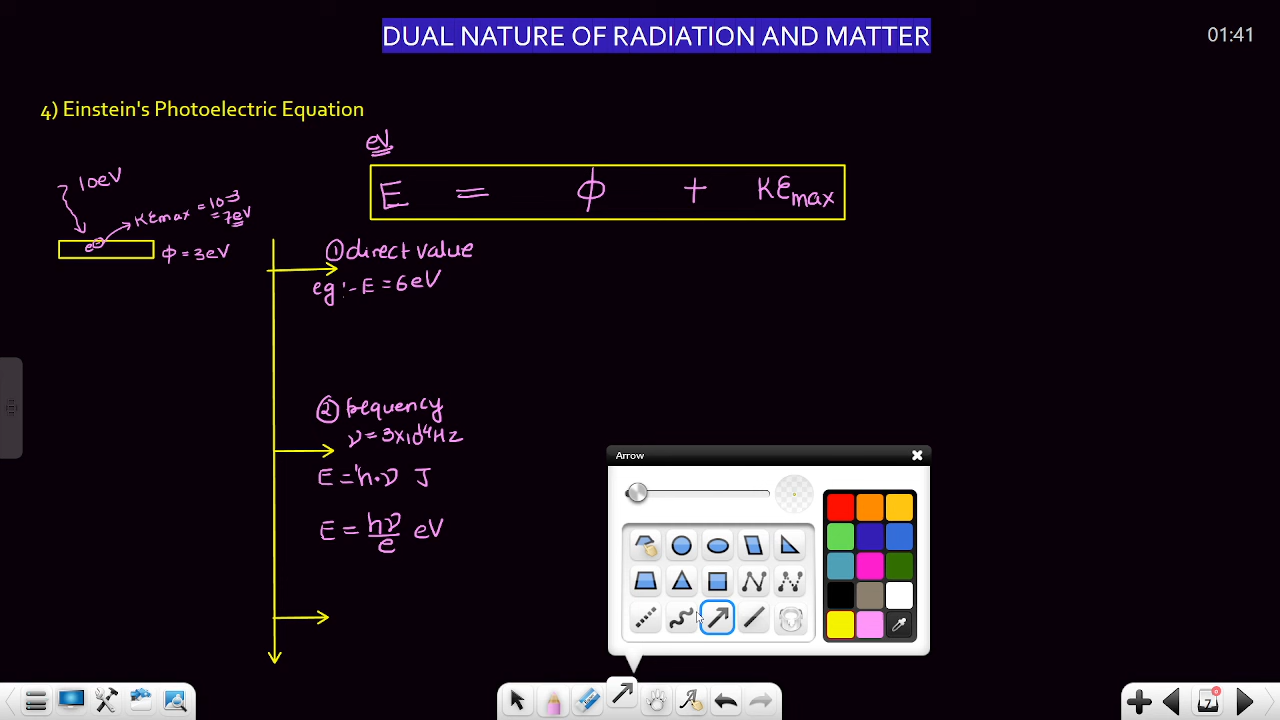 DUAL NATURE OF RADIATION AND MATTER
01:41
4) Einstein's Photoelectric Equation
eV
E = ϕ + KEmax
10eV
KEmax = 10-3
= 7eV
e⁻
ϕ = 3eV
① direct value
eg :- E = 6eV
② frequency
ν = 3×10¹⁴Hz
E = h·ν J
E = hν/e eV
Arrow
7